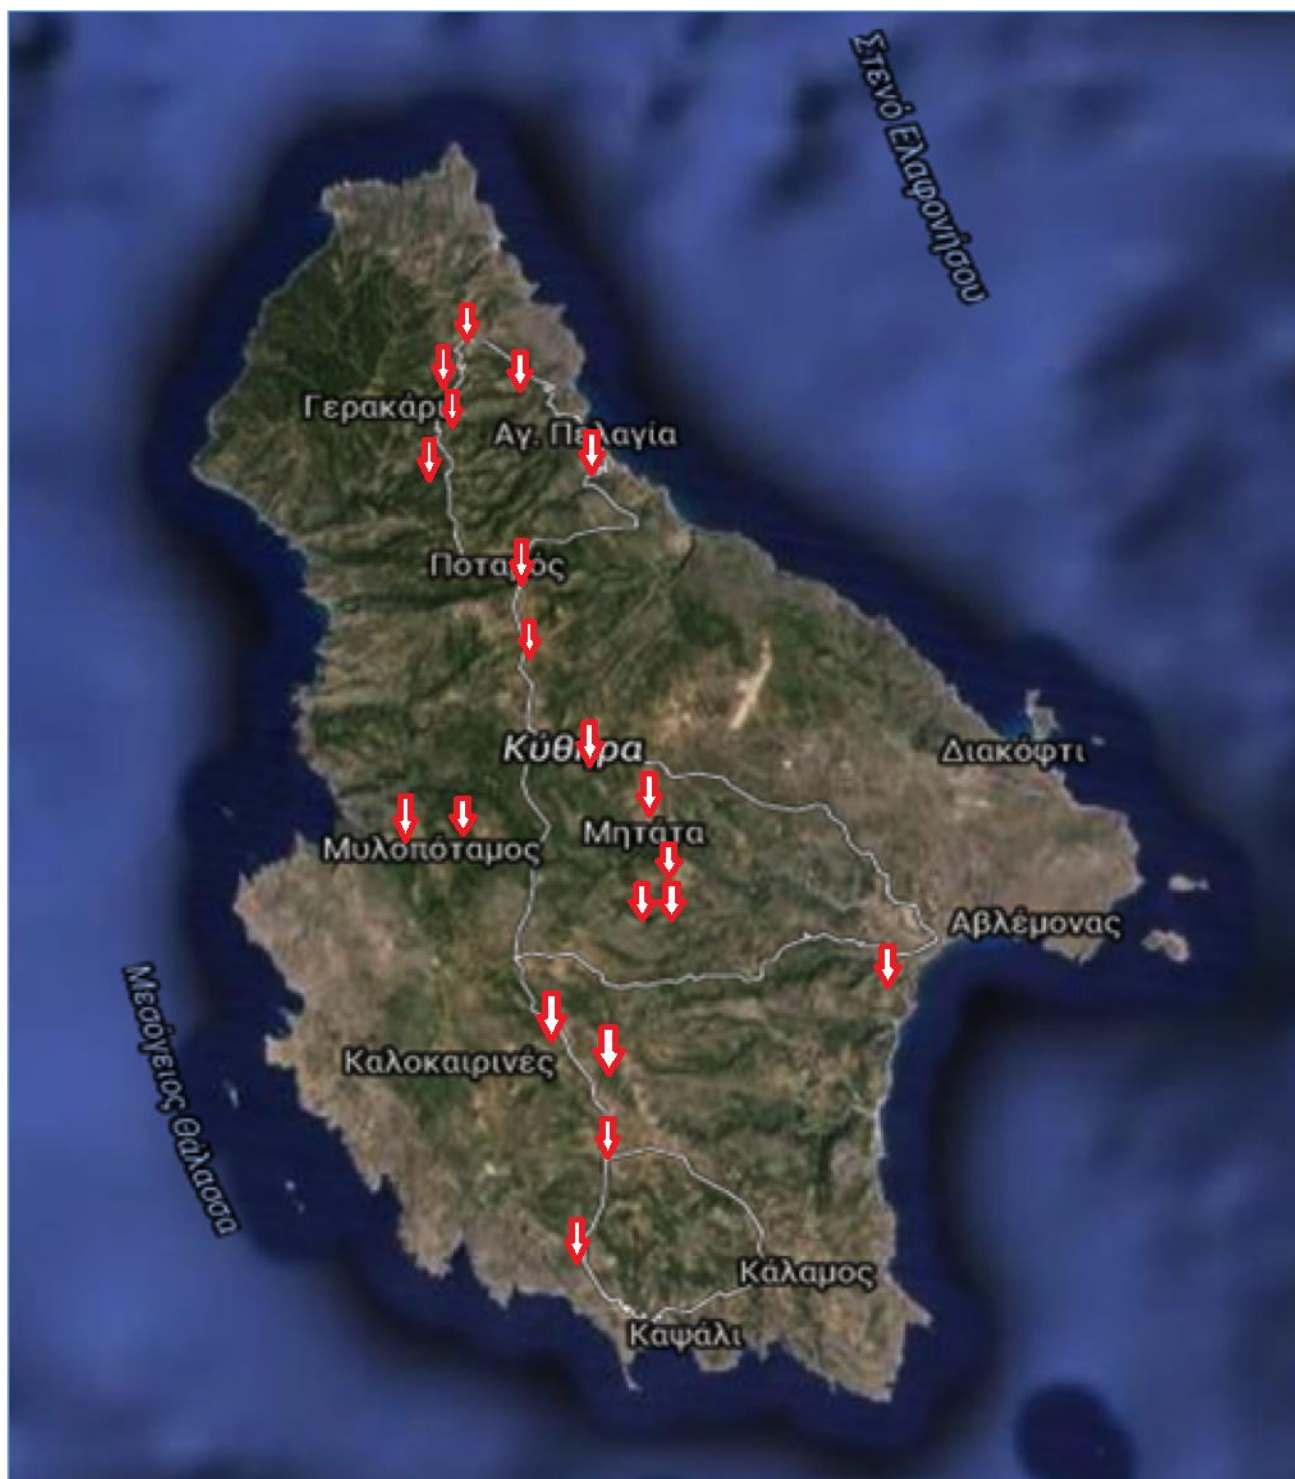 Στενό Ελαφονήσου
Γερακάρι
Αγ. Πελαγία
Ποταμός
Κύθηρα
Διακόφτι
Μητάτα
Μυλοπόταμος
Αβλέμονας
Μεσόγειος Θάλασσα
Καλοκαιρινές
Κάλαμος
Καψάλι